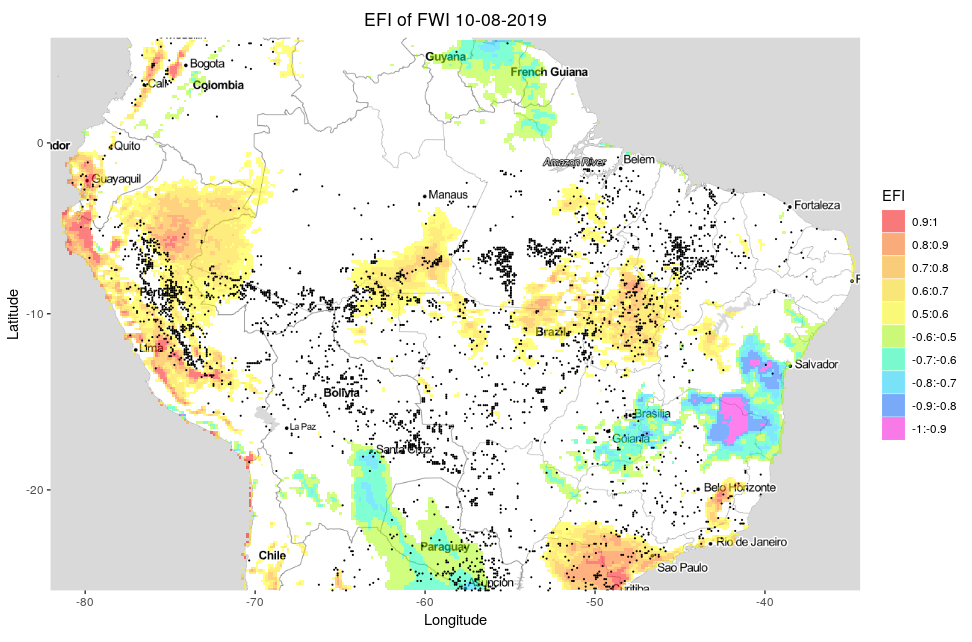 EFI of FWI 10-08-2019
Bogota
Cali
Colombia
Guyana
French Guiana
Quito
Guayaquil
Amazon River
Belem
Manaus
Fortaleza
Lima
Brazil
Salvador
Bolivia
La Paz
Brasilia
Goiania
Santa Cruz
Belo Horizonte
Chile
Paraguay
Rio de Janeiro
Sao Paulo
0
-10
-20
-80
-70
-60
-50
-40
Latitude
Longitude
EFI
0.9:1
0.8:0.9
0.7:0.8
0.6:0.7
0.5:0.6
-0.6:-0.5
-0.7:-0.6
-0.8:-0.7
-0.9:-0.8
-1:-0.9